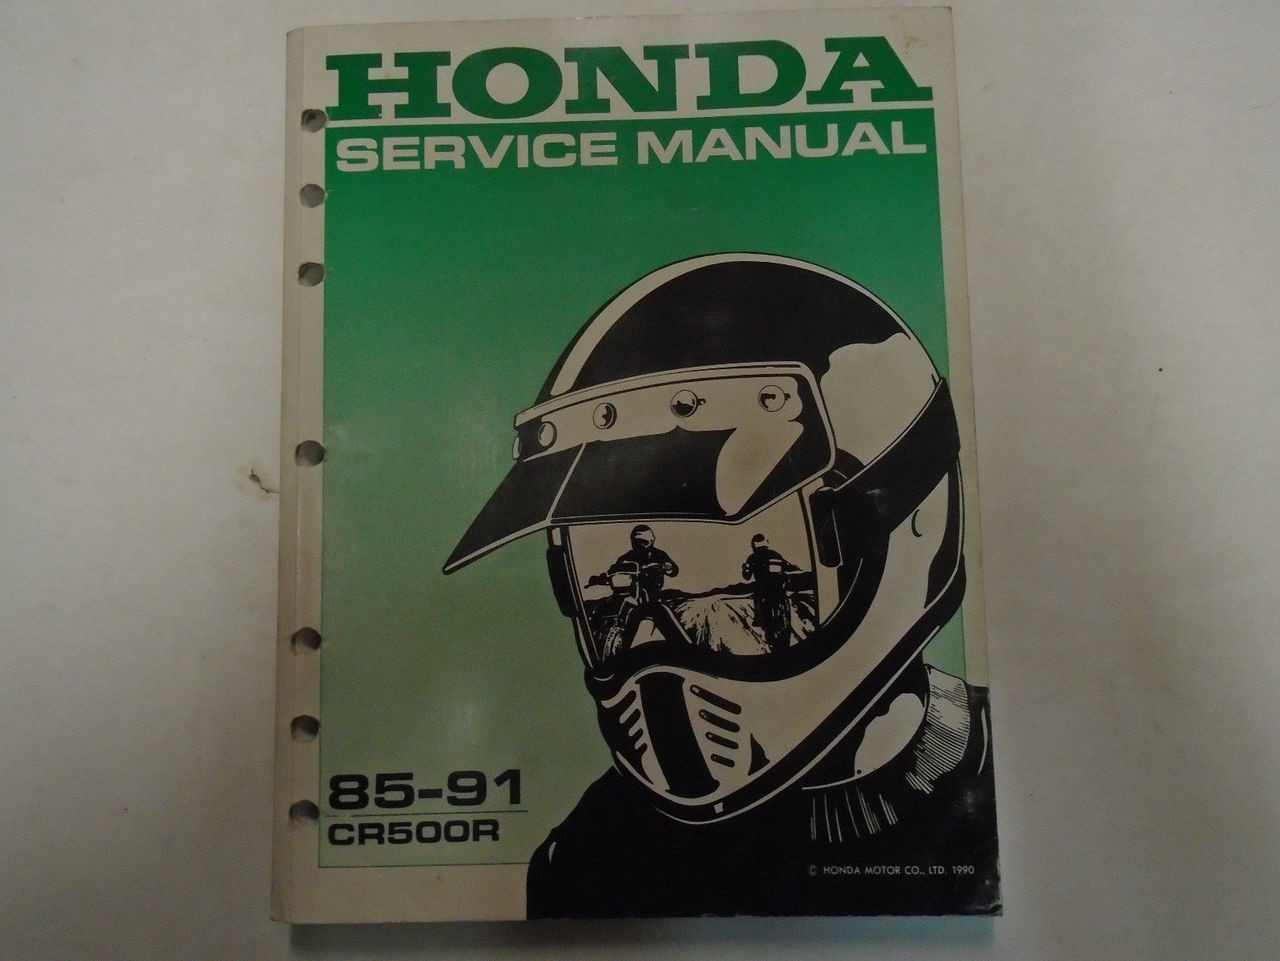 HONDA
SERVICE MANUAL
85-91
CR500R
© HONDA MOTOR CO., LTD. 1990